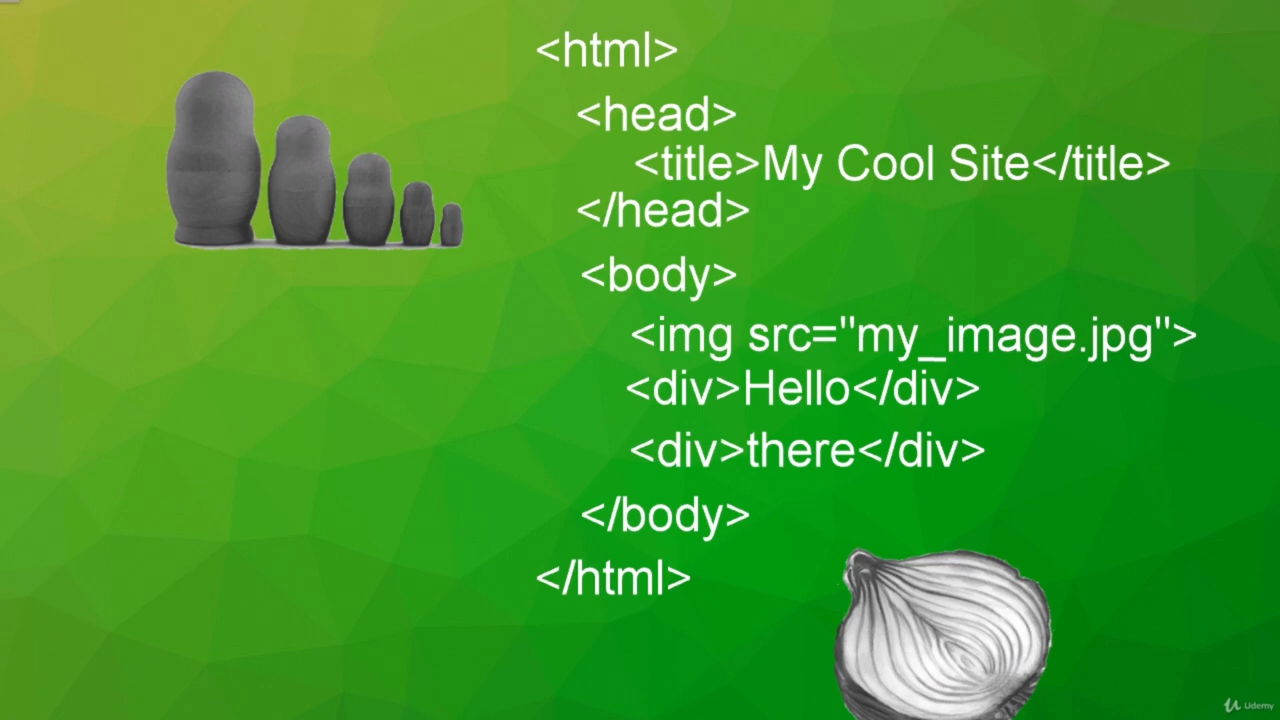 <html>
<head>
<title>My Cool Site</title>
</head>
<body>
<img src="my_image.jpg">
<div>Hello</div>
<div>there</div>
</body>
</html>
Udemy